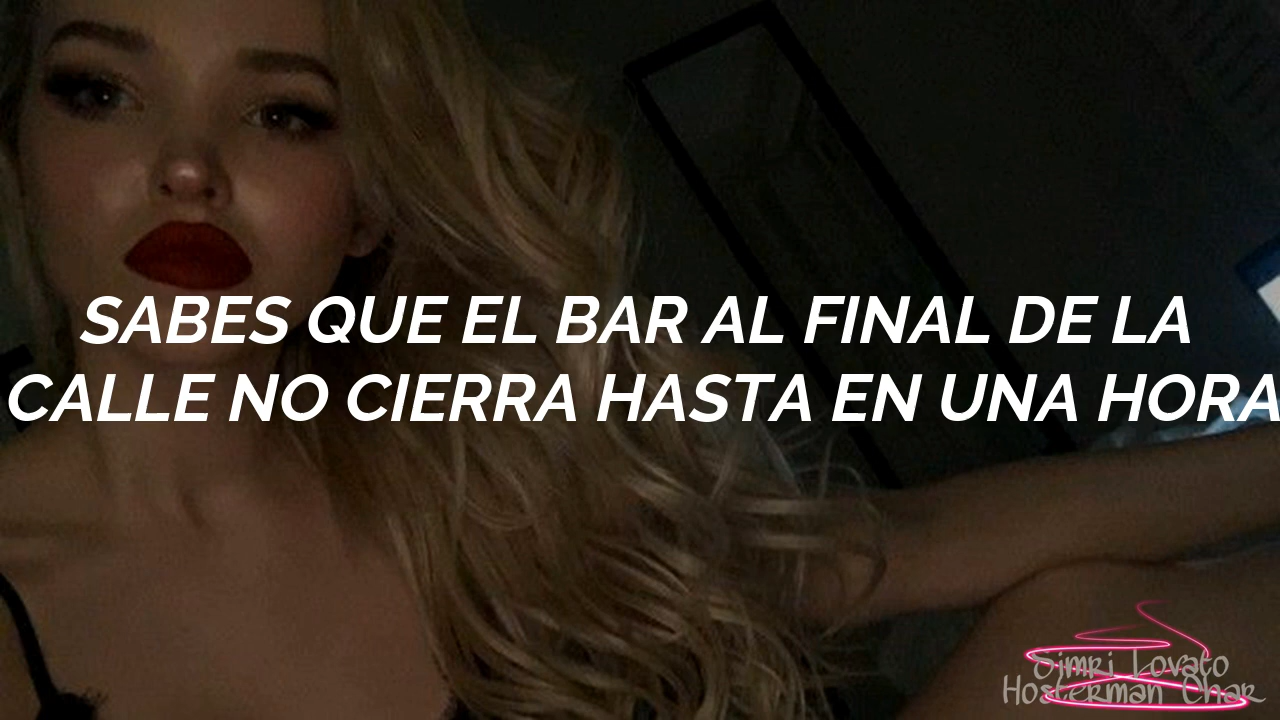 SABES QUE EL BAR AL FINAL DE LA
CALLE NO CIERRA HASTA EN UNA HORA
Simri Lovato
Hosterman Char